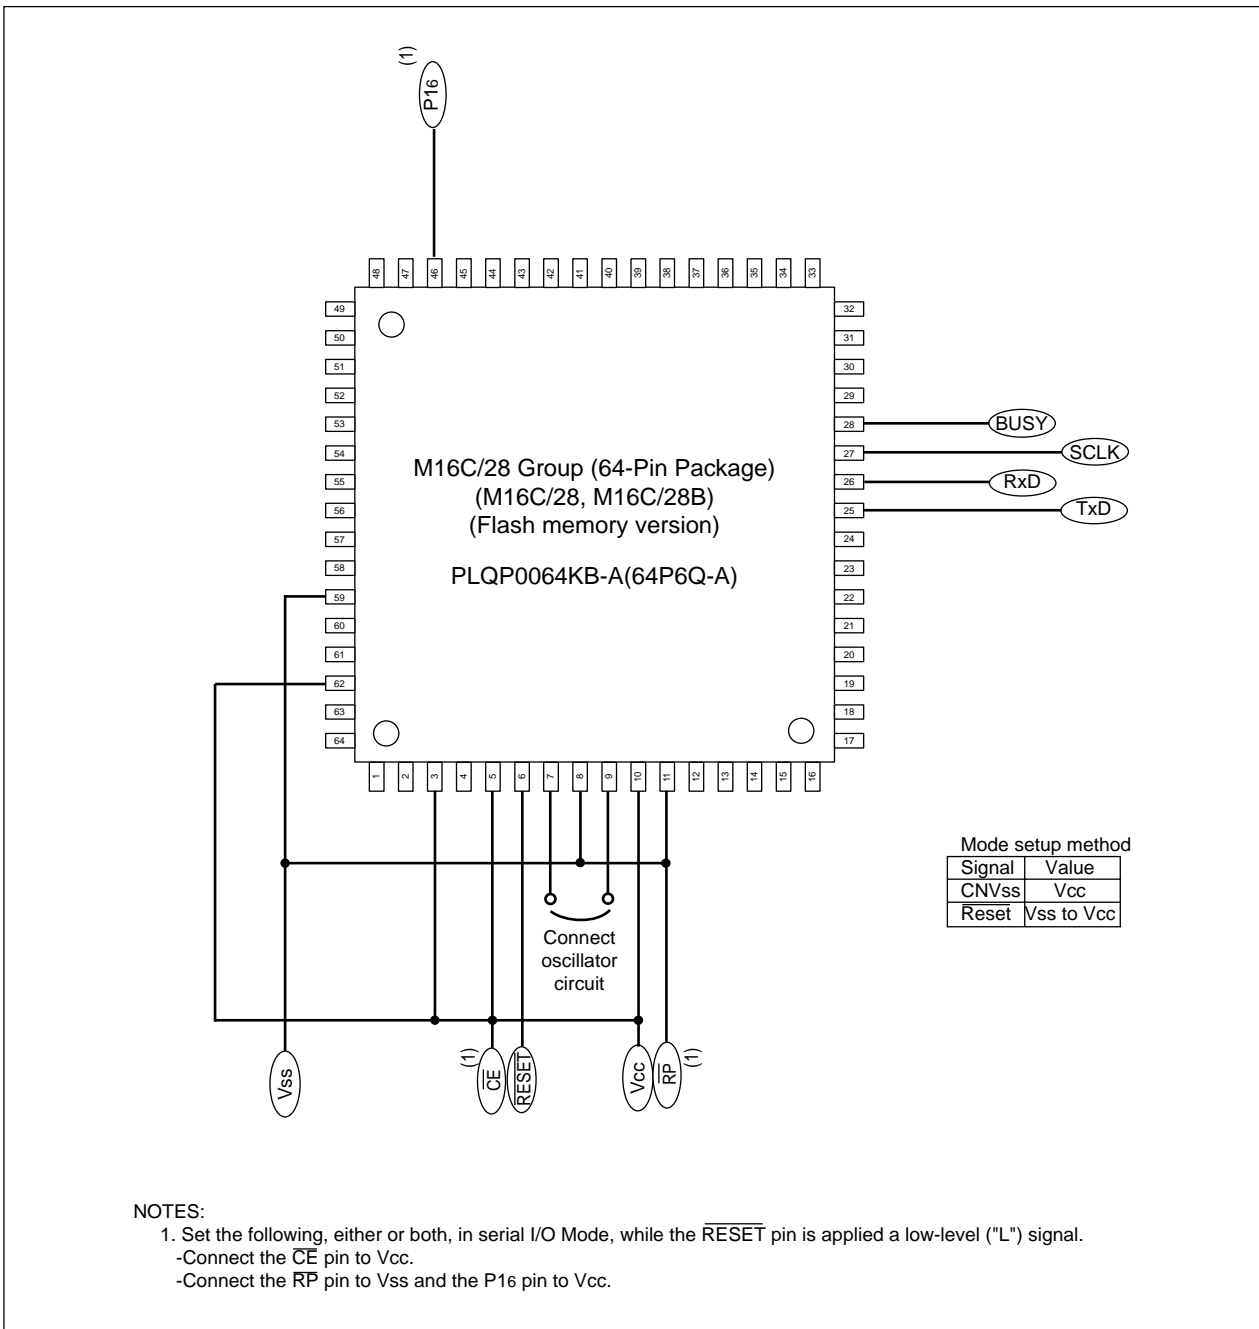 (1)
P16
48 47 46 45 44 43 42 41 40 39 38 37 36 35 34 33
49
50
51
52
53
54
55
56
57
58
59
60
61
62
63
64
32
31
30
29
28
27
26
25
24
23
22
21
20
19
18
17
BUSY
SCLK
RxD
TxD
M16C/28 Group (64-Pin Package)
(M16C/28, M16C/28B)
(Flash memory version)
PLQP0064KB-A(64P6Q-A)
1 2 3 4 5 6 7 8 9 10 11 12 13 14 15 16
Connect
oscillator
circuit
Mode setup method
Signal Value
CNVss Vcc
R̅e̅s̅e̅t̅ Vss to Vcc
Vss
(1)
C̅E̅
R̅E̅S̅E̅T̅
Vcc
R̅P̅
(1)
NOTES:
1. Set the following, either or both, in serial I/O Mode, while the R̅E̅S̅E̅T̅ pin is applied a low-level ("L") signal.
-Connect the C̅E̅ pin to Vcc.
-Connect the R̅P̅ pin to Vss and the P16 pin to Vcc.